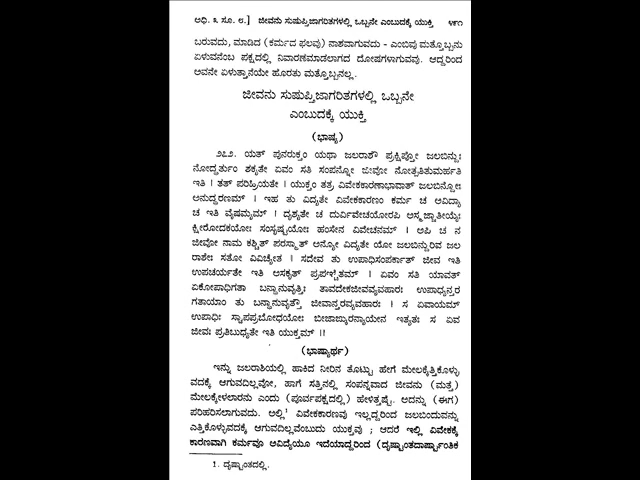 ಅಧಿ. ೩. ಸೂ. ೮.] ಜೀವನು ಸುಷುಪ್ತಿಜಾಗರಿತಗಳಲ್ಲಿ ಒಬ್ಬನೇ ಎಂಬುದಕ್ಕೆ ಯುಕ್ತಿ ೪೯೧
ಬರುವದು, ಮಾಡಿದ (ಕರ್ಮದ ಫಲವು) ನಾಶವಾಗುವದು - ಎಂಬಿವು ಮತ್ತೊಬ್ಬನು
ಏಳುವನೆಂಬ ಪಕ್ಷದಲ್ಲಿ ನಿವಾರಣೆಮಾಡಲಾಗದ ದೋಷಗಳಾಗುವವು. ಆದ್ದರಿಂದ
ಅವನೇ ಏಳುತ್ತಾನೆಯೇ ಹೊರತು ಮತ್ತೊಬ್ಬನಲ್ಲ.
ಜೀವನು ಸುಷುಪ್ತಿಜಾಗರಿತಗಳಲ್ಲಿ ಒಬ್ಬನೇ
ಎಂಬುದಕ್ಕೆ ಯುಕ್ತಿ
(ಭಾಷ್ಯ)
೨೭೭. ಯತ್ ಪುನರುಕ್ತಂ ಯಥಾ ಜಲರಾಶೌ ಪ್ರಕ್ಷಿಪ್ತೋ ಜಲಬಿನ್ದುಃ
ನೋದ್ಧರ್ತುಂ ಶಕ್ಯತೇ ಏವಂ ಸತಿ ಸಂಪನ್ನೋ ಜೀವೋ ನೋತ್ಪತಿತುಮರ್ಹತಿ
ಇತಿ | ತತ್ ಪರಿಹ್ರಿಯತೇ | ಯುಕ್ತಂ ತತ್ರ ವಿವೇಕಕಾರಣಾಭಾವಾತ್ ಜಲಬಿನ್ದೋಃ
ಅನುದ್ಧರಣಮ್ | ಇಹ ತು ವಿದ್ಯತೇ ವಿವೇಕಕಾರಣಂ ಕರ್ಮ ಚ ಅವಿದ್ಯಾ
ಚ ಇತಿ ವೈಷಮ್ಯಮ್ | ದೃಶ್ಯತೇ ಚ ದುರ್ವಿವೇಚಯೋರಪಿ ಅಸ್ಮಜ್ಜಾತೀಯೈಃ
ಕ್ಷೀರೋದಕಯೋಃ ಸಂಸೃಷ್ಟಯೋಃ ಹಂಸೇನ ವಿವೇಚನಮ್ | ಅಪಿ ಚ ನ
ಜೀವೋ ನಾಮ ಕಶ್ಚಿತ್ ಪರಸ್ಮಾತ್ ಅನ್ಯೋ ವಿದ್ಯತೇ ಯೋ ಜಲಬಿನ್ದುರಿವ ಜಲ
ರಾಶೇಃ ಸತೋ ವಿವಿಚ್ಯೇತ | ಸದೇವ ತು ಉಪಾಧಿಸಂಪರ್ಕಾತ್ ಜೀವ ಇತಿ
ಉಪಚರ್ಯತೇ ಇತಿ ಅಸಕೃತ್ ಪ್ರಪಞ್ಚಿತಮ್ | ಏವಂ ಸತಿ ಯಾವತ್
ಏಕೋಪಾಧಿಗತಾ ಬನ್ಧಾನುವೃತ್ತಿಃ ತಾವದೇಕಜೀವವ್ಯವಹಾರಃ ಉಪಾಧ್ಯನ್ತರ
ಗತಾಯಾಂ ತು ಬನ್ಧಾನುವೃತ್ತೌ ಜೀವಾನ್ತರವ್ಯವಹಾರಃ | ಸ ಏವಾಯಮ್
ಉಪಾಧಿಃ ಸ್ವಾಪಪ್ರಬೋಧಯೋಃ ಬೀಜಾಙ್ಕುರನ್ಯಾಯೇನ ಇತ್ಯತಃ ಸ ಏವ
ಜೀವಃ ಪ್ರತಿಬುಧ್ಯತೇ ಇತಿ ಯುಕ್ತಮ್ ||
(ಭಾಷ್ಯಾರ್ಥ)
ಇನ್ನು ಜಲರಾಶಿಯಲ್ಲಿ ಹಾಕಿದ ನೀರಿನ ತೊಟ್ಟು ಹೇಗೆ ಮೇಲಕ್ಕೆತ್ತಿಕೊಳ್ಳು
ವದಕ್ಕೆ ಆಗುವದಿಲ್ಲವೋ, ಹಾಗೆ ಸತ್ತಿನಲ್ಲಿ ಸಂಪನ್ನವಾದ ಜೀವನು (ಮತ್ತೆ)
ಮೇಲಕ್ಕೇಳಲಾರನು ಎಂದು (ಪೂರ್ವಪಕ್ಷದಲ್ಲಿ) ಹೇಳಿತ್ತಷ್ಟೆ. ಅದನ್ನು (ಈಗ)
ಪರಿಹರಿಸಲಾಗುವದು. ಅಲ್ಲಿ¹ ವಿವೇಕಕಾರಣವು ಇಲ್ಲದ್ದರಿಂದ ಜಲಬಿಂದುವನ್ನು
ಎತ್ತಿಕೊಳ್ಳುವದಕ್ಕೆ ಆಗುವದಿಲ್ಲವೆಂಬುದು ಯುಕ್ತವು ; ಆದರೆ ಇಲ್ಲಿ ವಿವೇಕಕ್ಕೆ
ಕಾರಣವಾಗಿ ಕರ್ಮವೂ ಅವಿದ್ಯೆಯೂ ಇದೆಯಾದ್ದರಿಂದ (ದೃಷ್ಟಾಂತದಾರ್ಷ್ಟಾಂತಿಕ
1. ದೃಷ್ಟಾಂತದಲ್ಲಿ.